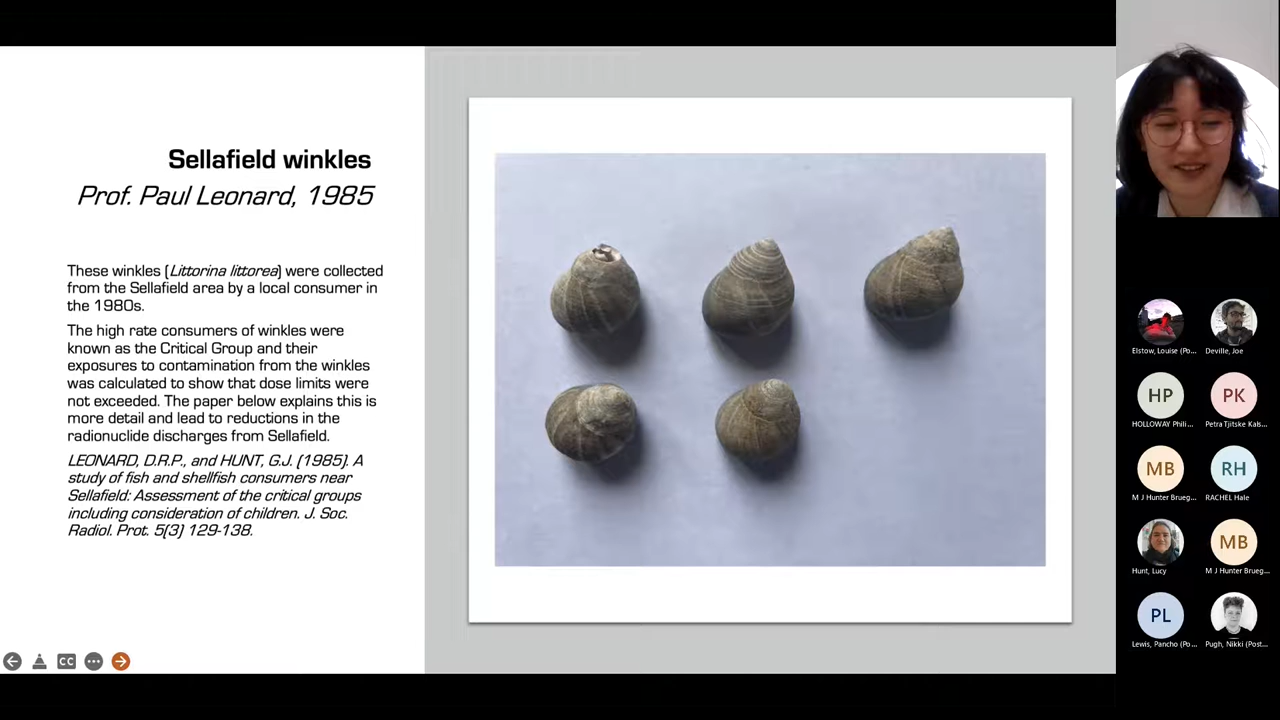 Sellafield winkles
Prof. Paul Leonard, 1985
These winkles (Littorina littorea) were collected
from the Sellafield area by a local consumer in
the 1980s.
The high rate consumers of winkles were
known as the Critical Group and their
exposures to contamination from the winkles
was calculated to show that dose limits were
not exceeded. The paper below explains this is
more detail and lead to reductions in the
radionuclide discharges from Sellafield.
LEONARD, D.R.P., and HUNT, G.J. (1985). A
study of fish and shellfish consumers near
Sellafield: Assessment of the critical groups
including consideration of children. J. Soc.
Radiol. Prot. 5(3) 129-138.
CC
Elstow, Louise (Po... Deville, Joe
HP PK
HOLLOWAY Phili... Petra Tjitske Kals...
MB RH
M J Hunter Brueg... RACHEL Hale
MB
Hunt, Lucy M J Hunter Brueg...
PL
Lewis, Pancho (Po... Pugh, Nikki (Post...